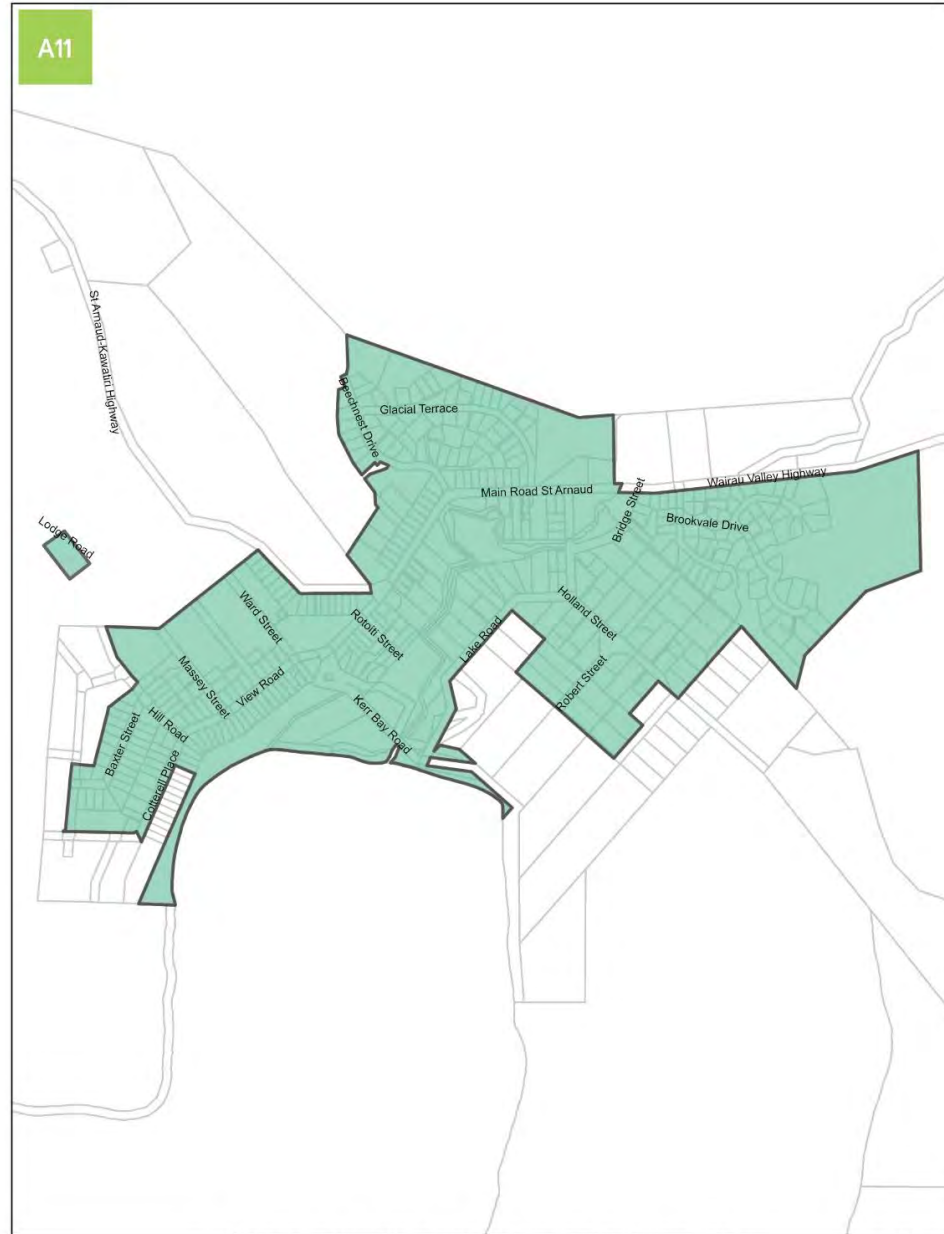 A11
St Arnaud-Kawatiri Highway
Beechnest Drive
Glacial Terrace
Main Road St Arnaud
Wairau Valley Highway
Bridge Street
Brookvale Drive
Lodge Road
Ward Street
Rotoiti Street
Lake Road
Holland Street
Robert Street
Massey Street
View Road
Kerr Bay Road
Hill Road
Baxter Street
Cotterell Place